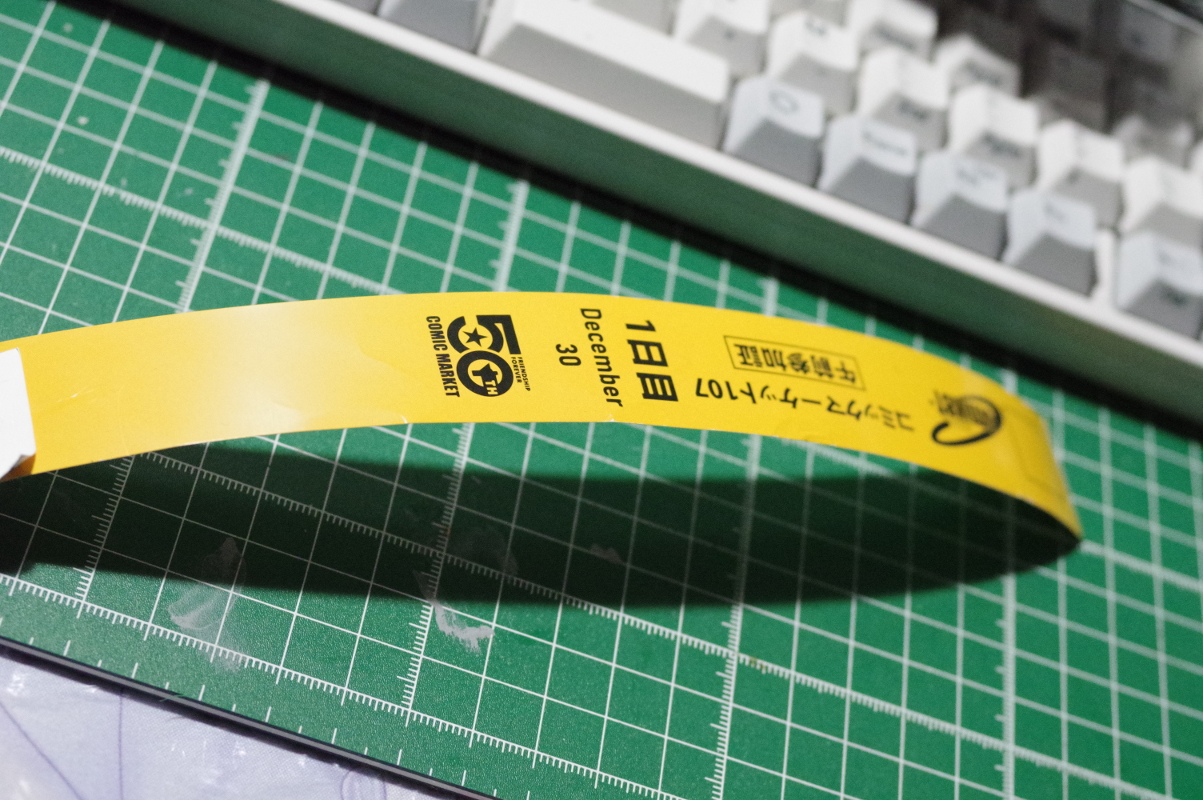 コミックマーケット107
午前参加証
1日目
December
30
50TH
FRIENDSHIP
FOREVER
COMIC MARKET